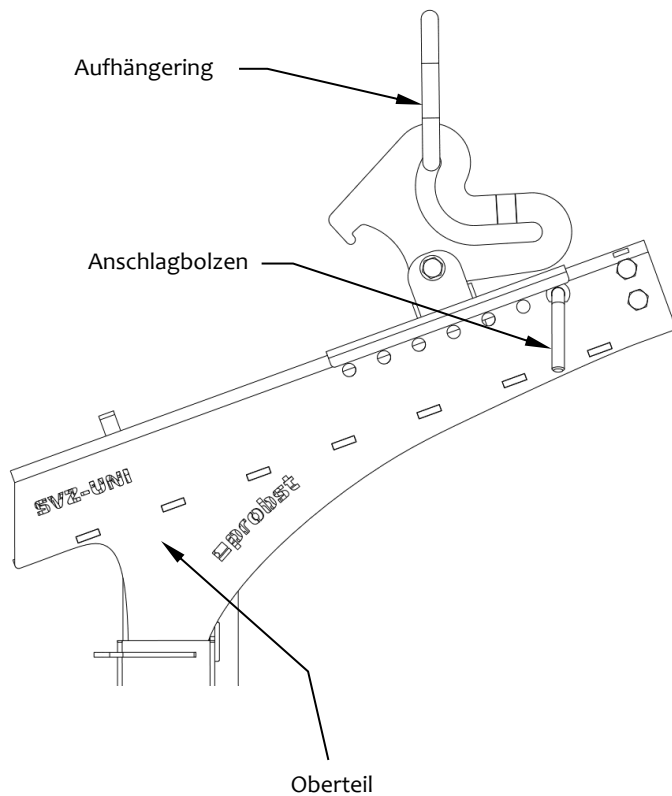 Aufhängering
Anschlagbolzen
SVZ-UNI
probst
Oberteil